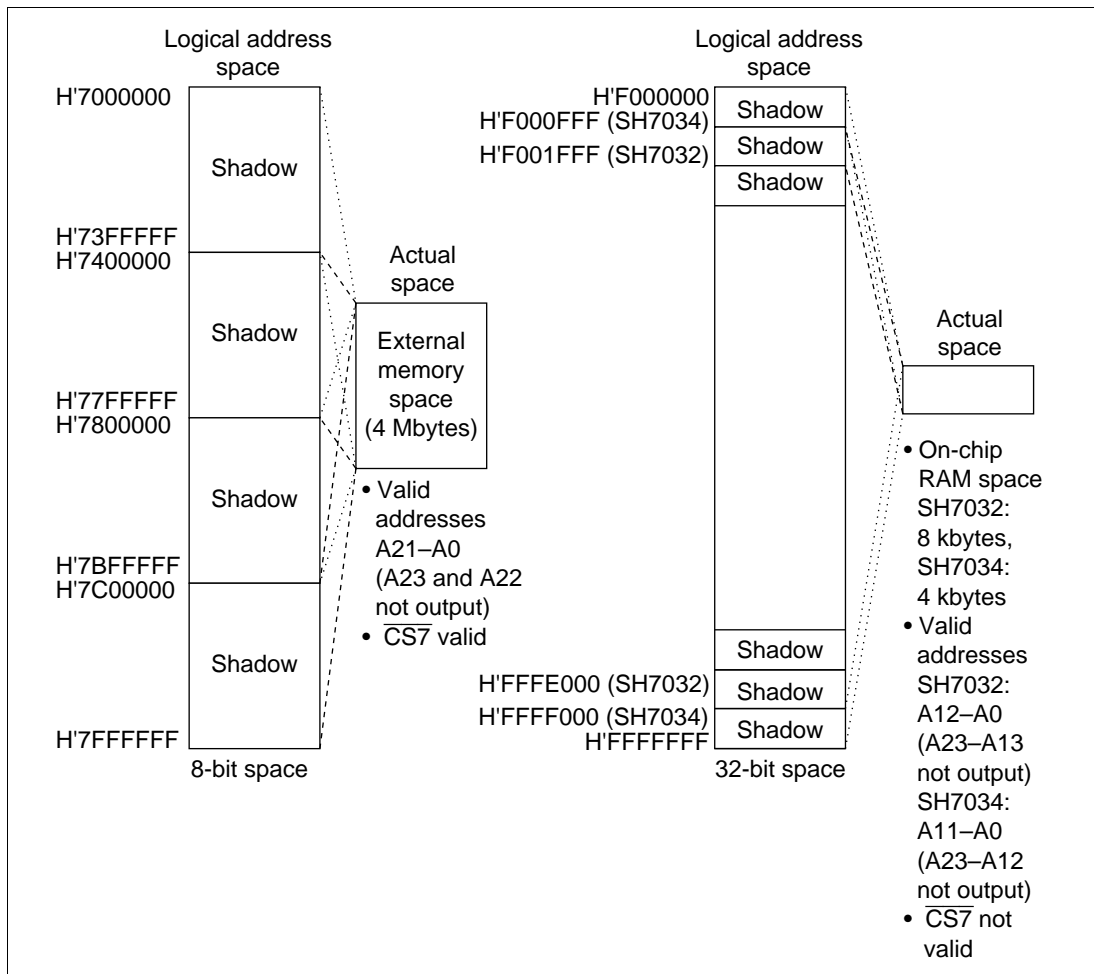 Logical address
space
H'7000000
Shadow
H'73FFFFF
H'7400000
Shadow
H'77FFFFF
H'7800000
Shadow
H'7BFFFFF
H'7C00000
Shadow
H'7FFFFFF
8-bit space
Actual
space
External
memory
space
(4 Mbytes)
• Valid
addresses
A21–A0
(A23 and A22
not output)
• CS7 valid
Logical address
space
H'F000000
Shadow
H'F000FFF (SH7034)
Shadow
H'F001FFF (SH7032)
Shadow
Shadow
H'FFFE000 (SH7032)
Shadow
H'FFFF000 (SH7034)
Shadow
H'FFFFFFF
32-bit space
Actual
space
• On-chip
RAM space
SH7032:
8 kbytes,
SH7034:
4 kbytes
• Valid
addresses
SH7032:
A12–A0
(A23–A13
not output)
SH7034:
A11–A0
(A23–A12
not output)
• CS7 not
valid